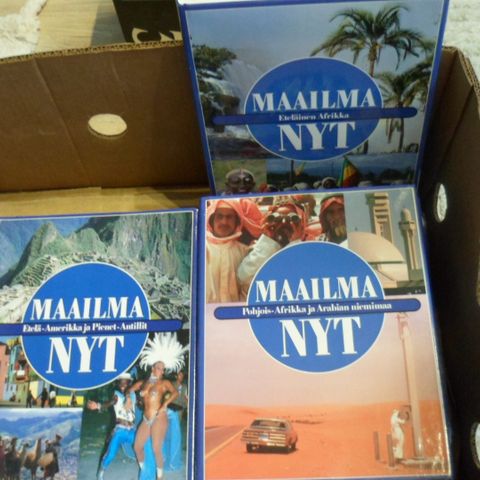 MAAILMA
Eteläinen Afrikka
NYT
MAAILMA
Etelä-Amerikka ja Pienet-Antillit
NYT
MAAILMA
Pohjois-Afrikka ja Arabian niemimaa
NYT